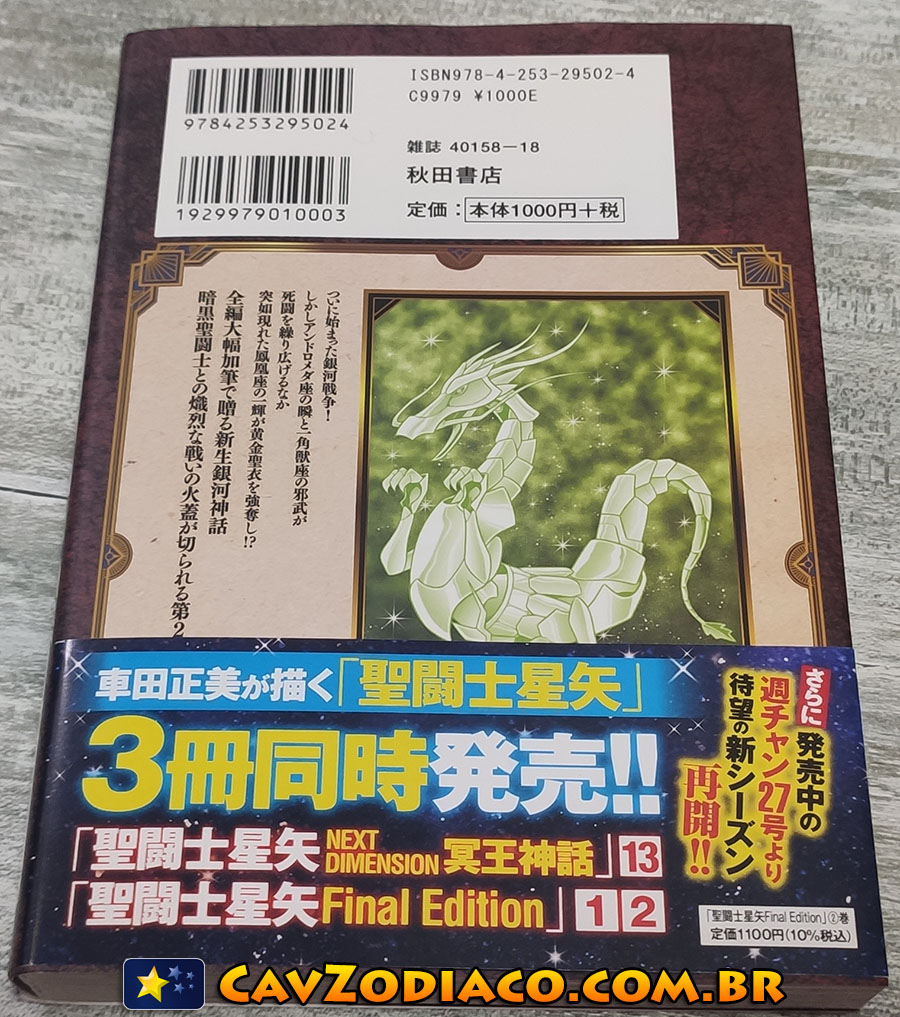 ISBN978-4-253-29502-4
C9979 ¥1000E
9784253295024
雑誌 40158-18
秋田書店
1929979010003
定価：本体1000円+税
ついに始まった銀河戦争！
しかしアンドロメダ座の瞬と一角獣座の邪武が
死闘を繰り広げるなか
突如現れた鳳凰座の一輝が黄金聖衣を強奪し!?
全編大幅加筆で贈る新生銀河神話
暗黒聖闘士との熾烈な戦いの火蓋が切られる第2
車田正美が描く「聖闘士星矢」
3冊同時発売!!
「聖闘士星矢 NEXT DIMENSION 冥王神話」13
「聖闘士星矢Final Edition」1 2
さらに発売中の
週チャン27号より
待望の新シーズン
再開!!
「聖闘士星矢Final Edition」②巻
定価1100円(10%税込)
CAVZODIACO.COM.BR